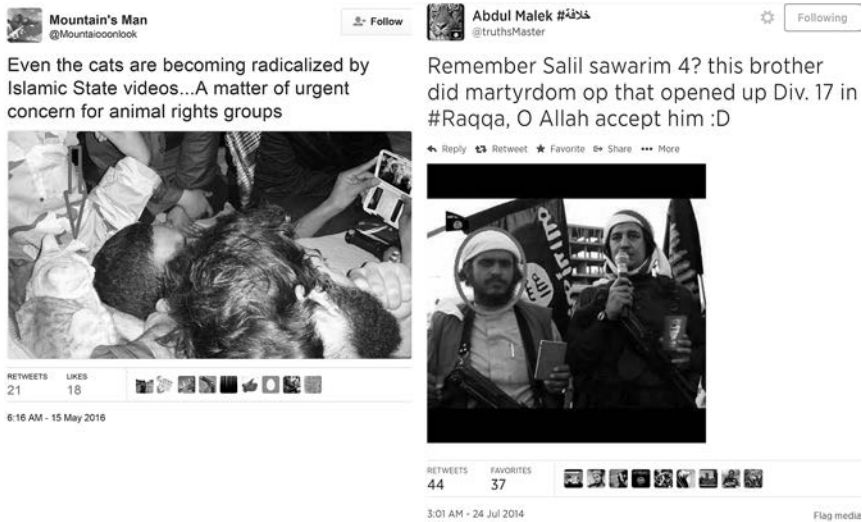 Mountain's Man
@Mountaicoonlook
Follow
Even the cats are becoming radicalized by
Islamic State videos...A matter of urgent
concern for animal rights groups
RETWEETS LIKES
21 18
6:16 AM - 15 May 2016
Abdul Malek #خلافة
@truthsMaster
Following
Remember Salil sawarim 4? this brother
did martyrdom op that opened up Div. 17 in
#Raqqa, O Allah accept him :D
Reply Retweet Favorite Share More
RETWEETS FAVORITES
44 37
3:01 AM - 24 Jul 2014
Flag media